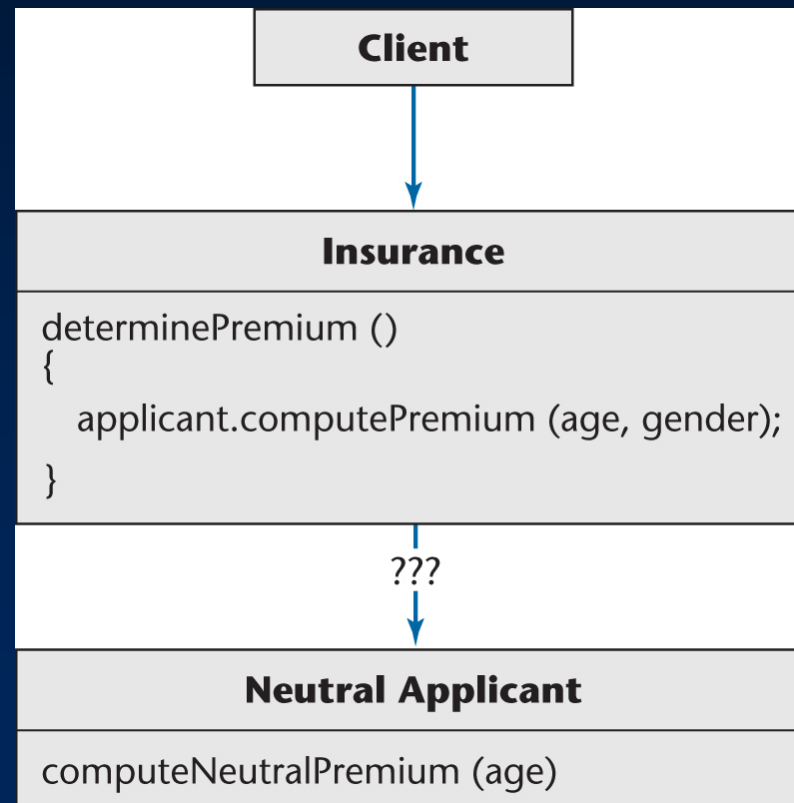 Client
Insurance
determinePremium ()
{
applicant.computePremium (age, gender);
}
???
Neutral Applicant
computeNeutralPremium (age)